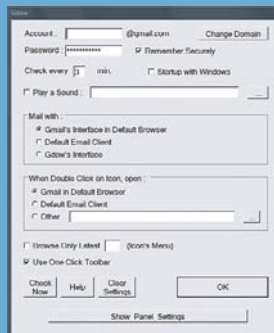 Account : @gmail.com Change Domain
Password : ************ Remember Securely
Check every 3 min. Startup with Windows
Play a Sound : ...
Mail with :
Gmail's Interface in Default Browser
Default Email Client
Gdow's Interface
When Double Click on Icon, open :
Gmail in Default Browser
Default Email Client
Other ...
Browse Only Latest (Icon's Menu)
Use One Click Toolbar
Check Now Help Clear Settings OK
Show Panel Settings